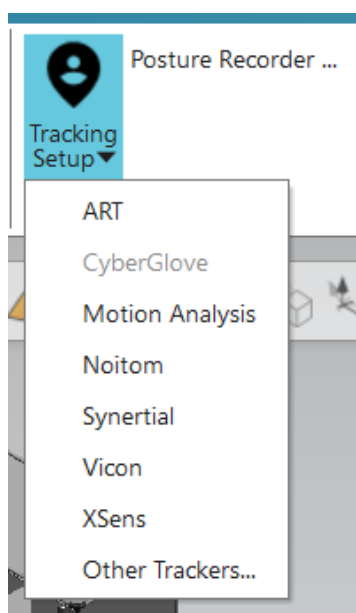 Posture Recorder ...
Tracking
Setup
ART
CyberGlove
Motion Analysis
Noitom
Synertial
Vicon
XSens
Other Trackers...